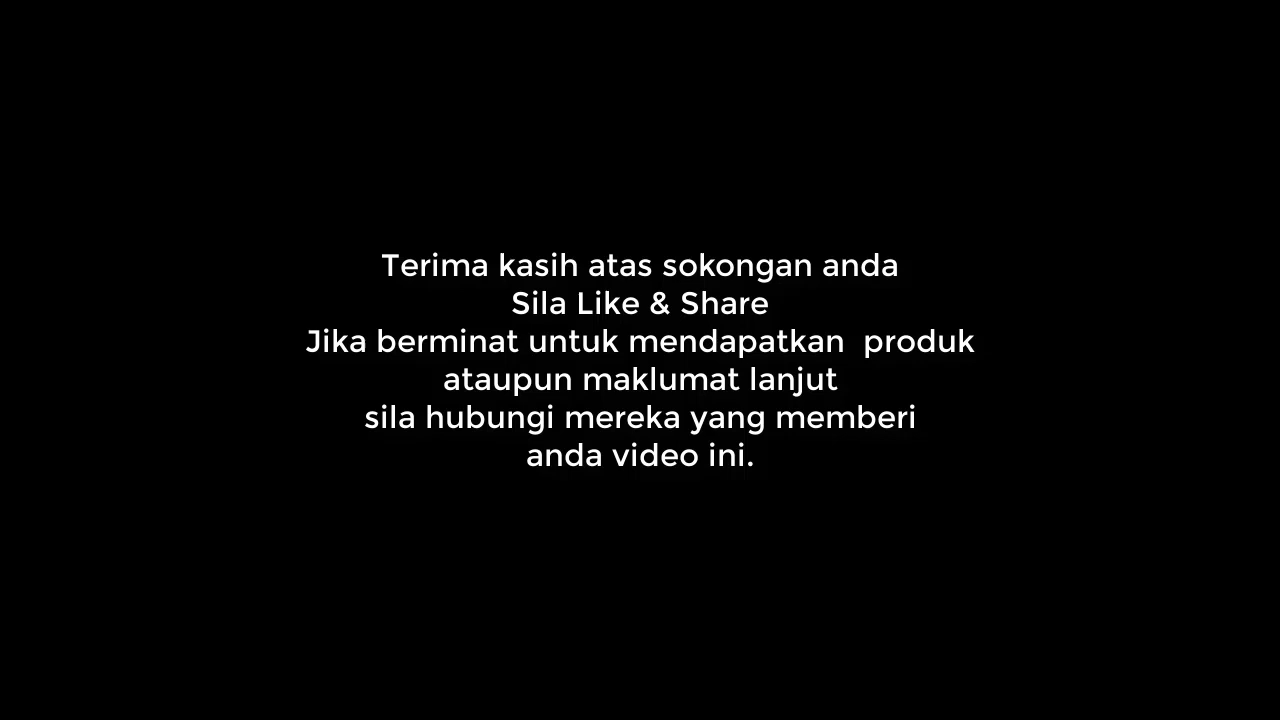 Terima kasih atas sokongan anda
Sila Like & Share
Jika berminat untuk mendapatkan  produk
ataupun maklumat lanjut
sila hubungi mereka yang memberi
anda video ini.